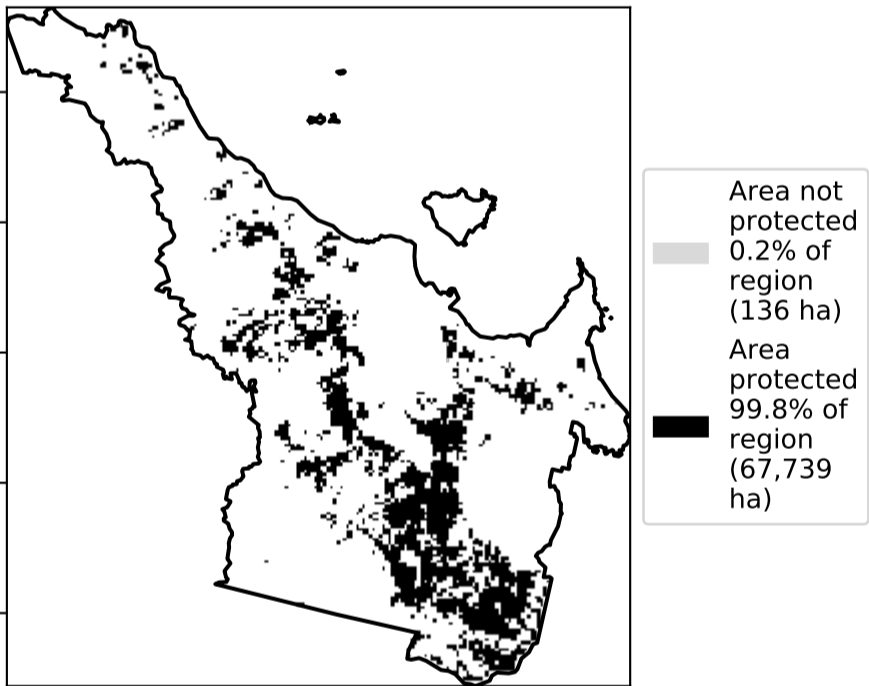 Area not
protected
0.2% of
region
(136 ha)
Area
protected
99.8% of
region
(67,739
ha)